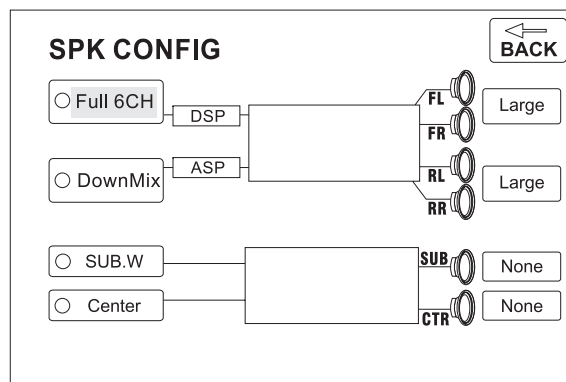 SPK CONFIG
BACK
Full 6CH
DSP
FL
Large
FR
DownMix
ASP
RL
Large
RR
SUB.W
SUB
None
Center
CTR
None